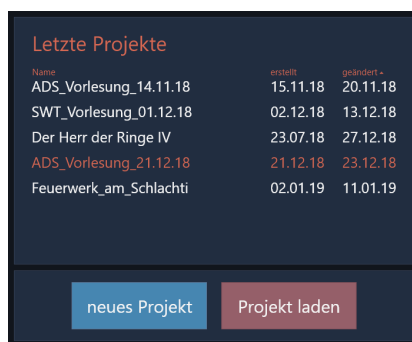 Letzte Projekte
Name erstellt geändert
ADS_Vorlesung_14.11.18 15.11.18 20.11.18
SWT_Vorlesung_01.12.18 02.12.18 13.12.18
Der Herr der Ringe IV 23.07.18 27.12.18
ADS_Vorlesung_21.12.18 21.12.18 23.12.18
Feuerwerk_am_Schlachti 02.01.19 11.01.19
neues Projekt Projekt laden